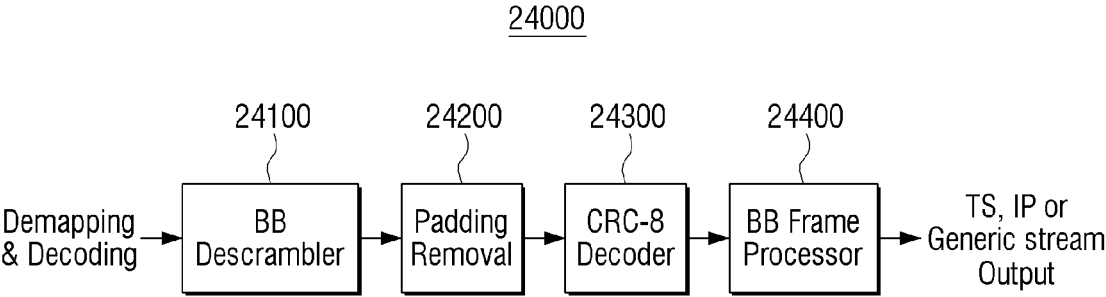 24000
24100
24200
24300
24400
Demapping
& Decoding
BB
Descrambler
Padding
Removal
CRC-8
Decoder
BB Frame
Processor
TS, IP or
Generic stream
Output